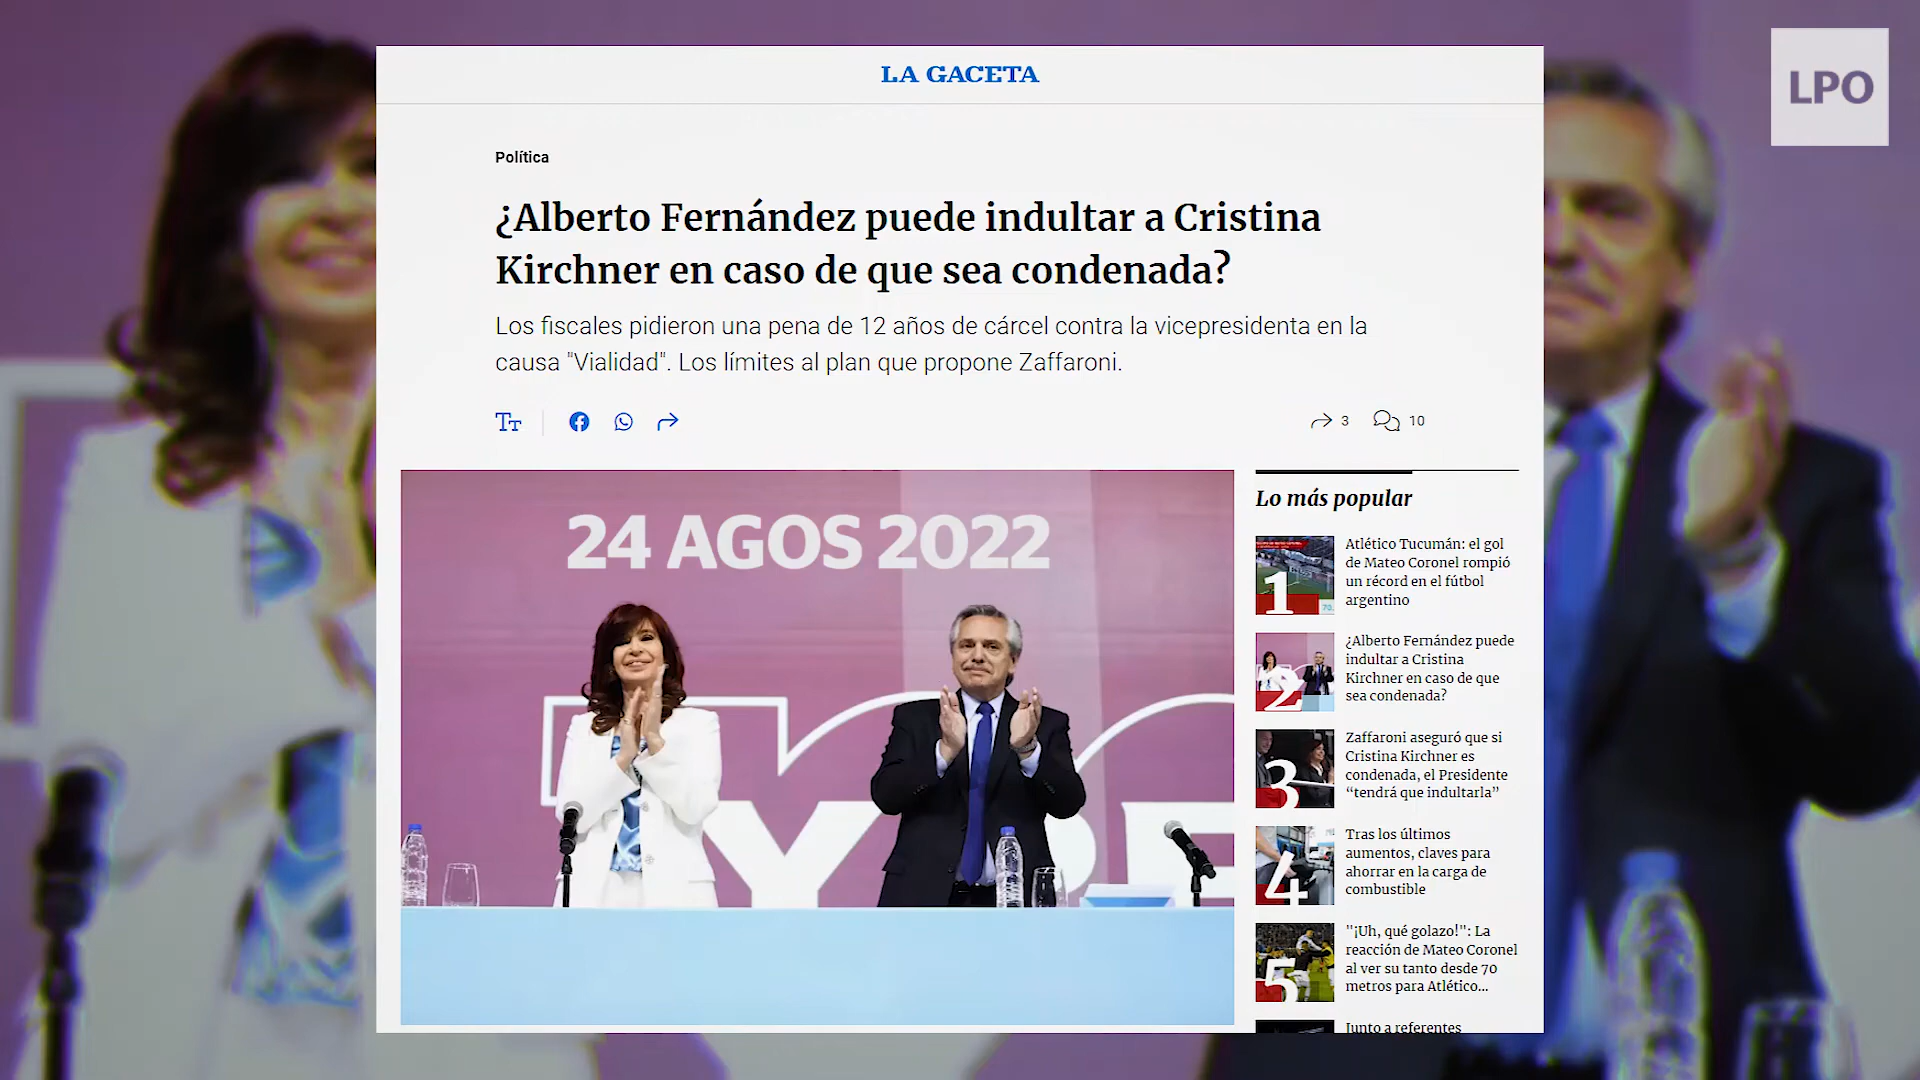 LPO
LA GACETA
Política
¿Alberto Fernández puede indultar a Cristina
Kirchner en caso de que sea condenada?
Los fiscales pidieron una pena de 12 años de cárcel contra la vicepresidenta en la
causa "Vialidad". Los límites al plan que propone Zaffaroni.
TT
3
10
24 AGOS 2022
Lo más popular
1
Atlético Tucumán: el gol
de Mateo Coronel rompió
un récord en el fútbol
argentino
2
¿Alberto Fernández puede
indultar a Cristina
Kirchner en caso de que
sea condenada?
3
Zaffaroni aseguró que si
Cristina Kirchner es
condenada, el Presidente
“tendrá que indultarla”
4
Tras los últimos
aumentos, claves para
ahorrar en la carga de
combustible
5
"¡Uh, qué golazo!": La
reacción de Mateo Coronel
al ver su tanto desde 70
metros para Atlético...
Junto a referentes